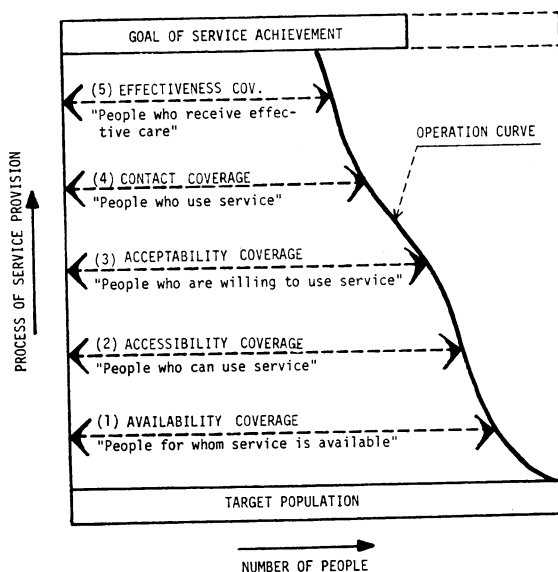 GOAL OF SERVICE ACHIEVEMENT
(5) EFFECTIVENESS COV.
"People who receive effec-
tive care"
OPERATION CURVE
(4) CONTACT COVERAGE
"People who use service"
(3) ACCEPTABILITY COVERAGE
"People who are willing to use service"
(2) ACCESSIBILITY COVERAGE
"People who can use service"
(1) AVAILABILITY COVERAGE
"People for whom service is available"
TARGET POPULATION
PROCESS OF SERVICE PROVISION
NUMBER OF PEOPLE